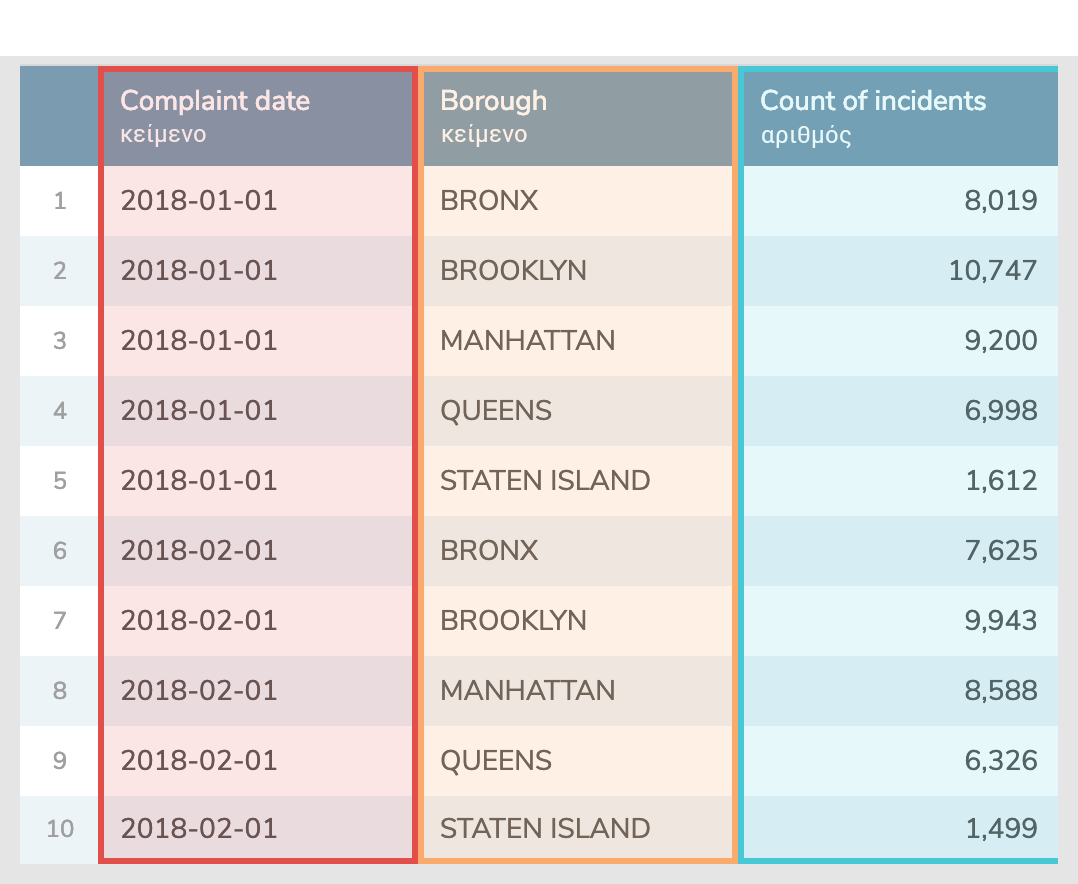 Complaint date Borough Count of incidents
κείμενο κείμενο αριθμός
1 2018-01-01 BRONX 8,019
2 2018-01-01 BROOKLYN 10,747
3 2018-01-01 MANHATTAN 9,200
4 2018-01-01 QUEENS 6,998
5 2018-01-01 STATEN ISLAND 1,612
6 2018-02-01 BRONX 7,625
7 2018-02-01 BROOKLYN 9,943
8 2018-02-01 MANHATTAN 8,588
9 2018-02-01 QUEENS 6,326
10 2018-02-01 STATEN ISLAND 1,499